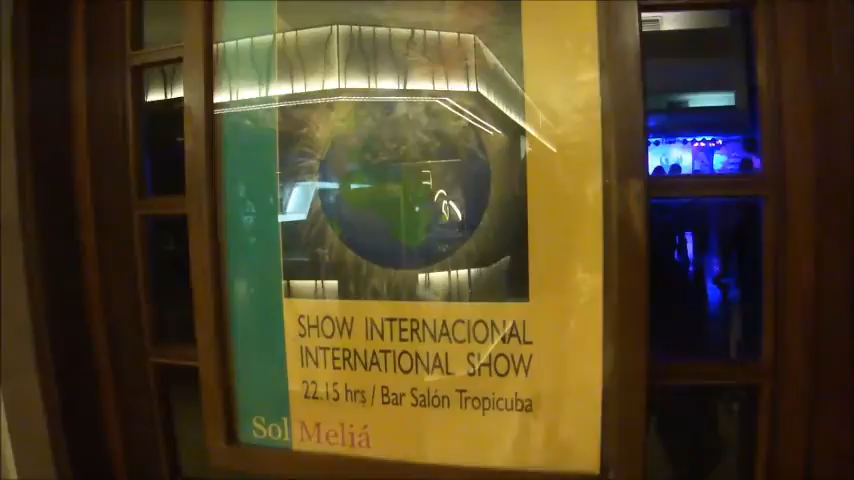 SHOW INTERNACIONAL
INTERNATIONAL SHOW
22.15 hrs / Bar Salón Tropicuba
Sol Meliá